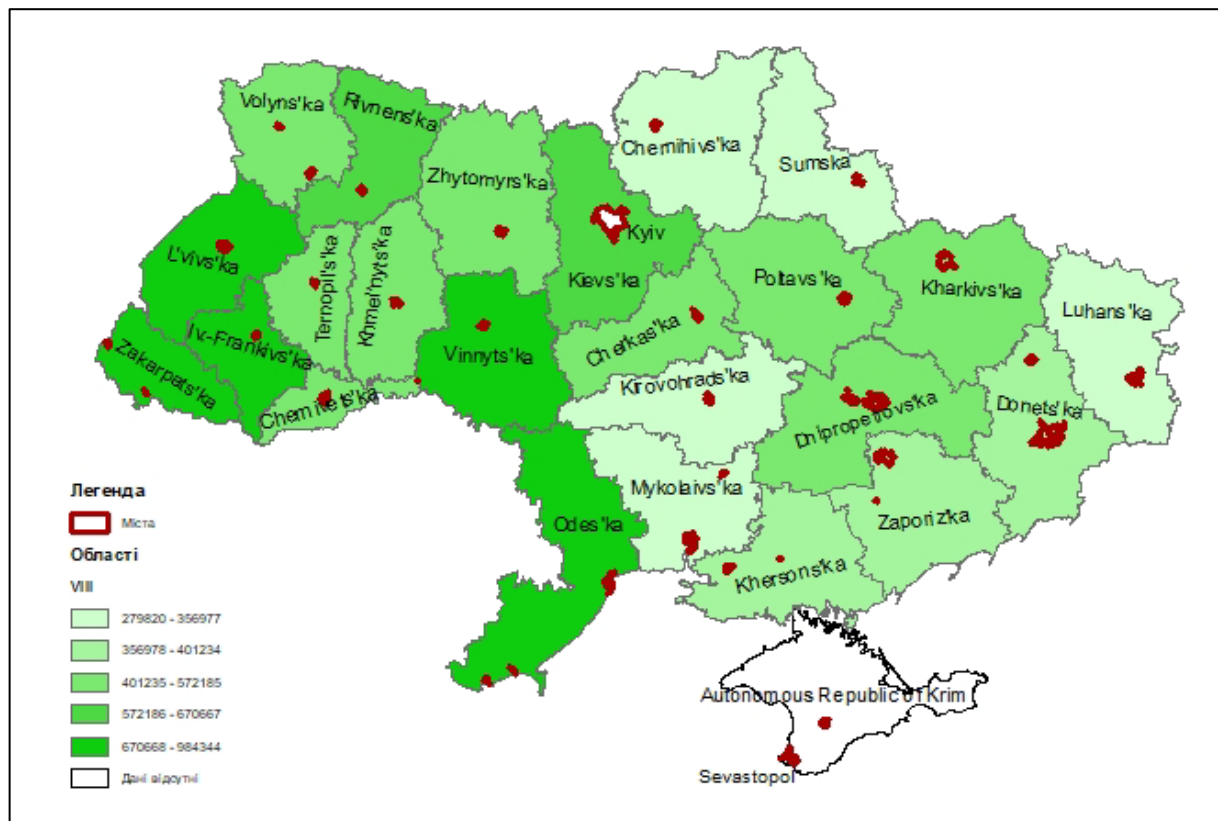 Volyns'ka
Rivnens'ka
Zhytomyrs'ka
Chernihivs'ka
Sumska
Kyiv
Kievs'ka
L'vivs'ka
Ternopil's'ka
Khmel'nyts'ka
Poltavs'ka
Kharkivs'ka
Luhans'ka
Cherkas'ka
Vinnyts'ka
Iv.-Frankivs'ka
Zakarpats'ka
Chernivets'ka
Kirovohrads'ka
Dnipropetrovs'ka
Donets'ka
Mykolaivs'ka
Odes'ka
Zaporiz'ka
Khersons'ka
Autonomous Republic of Krim
Sevastopol
Легенда
Міста
Області
VIII
279820 - 356977
356978 - 401234
401235 - 572185
572186 - 670667
670668 - 984344
Дані відсутні